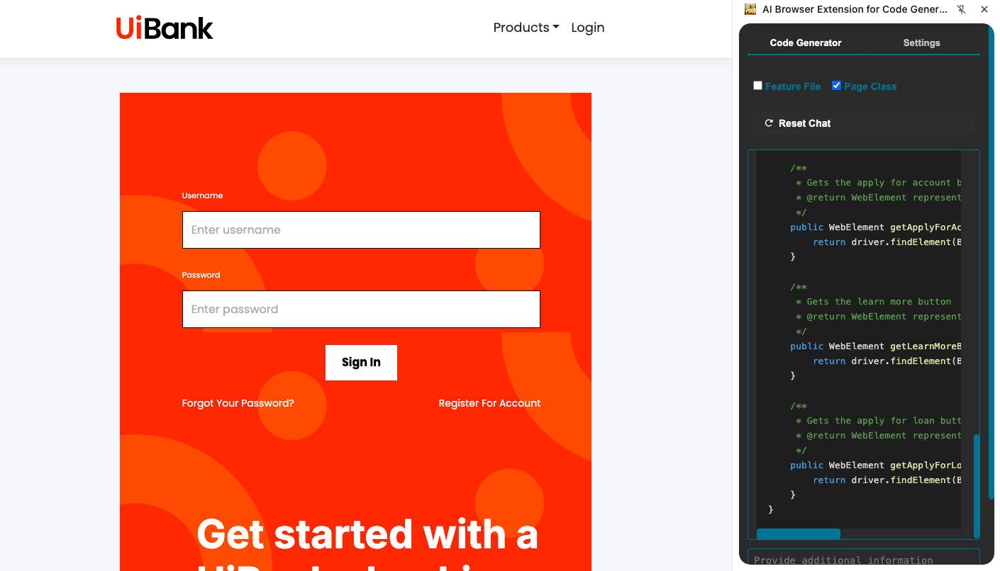 UiBank
Products
Login
Username
Enter username
Password
Enter password
Sign In
Forgot Your Password?
Register For Account
Get started with a
AI Browser Extension for Code Gener...
Code Generator
Settings
Feature File
Page Class
Reset Chat
/**
* Gets the apply for account b
* @return WebElement represent
*/
public WebElement getApplyForAc
return driver.findElement(B
}
/**
* Gets the learn more button
* @return WebElement represent
*/
public WebElement getLearnMoreB
return driver.findElement(B
}
/**
* Gets the apply for loan butt
* @return WebElement represent
*/
public WebElement getApplyForLo
return driver.findElement(B
}
}
Provide additional information